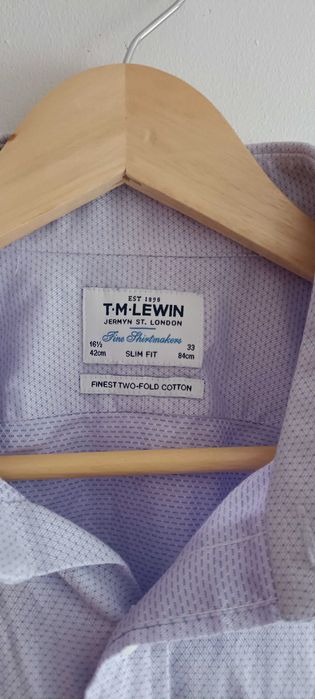 EST 1898
T·M·LEWIN
JERMYN ST. LONDON
Fine Shirtmakers
16½ 33
42cm SLIM FIT 84cm
FINEST TWO-FOLD COTTON